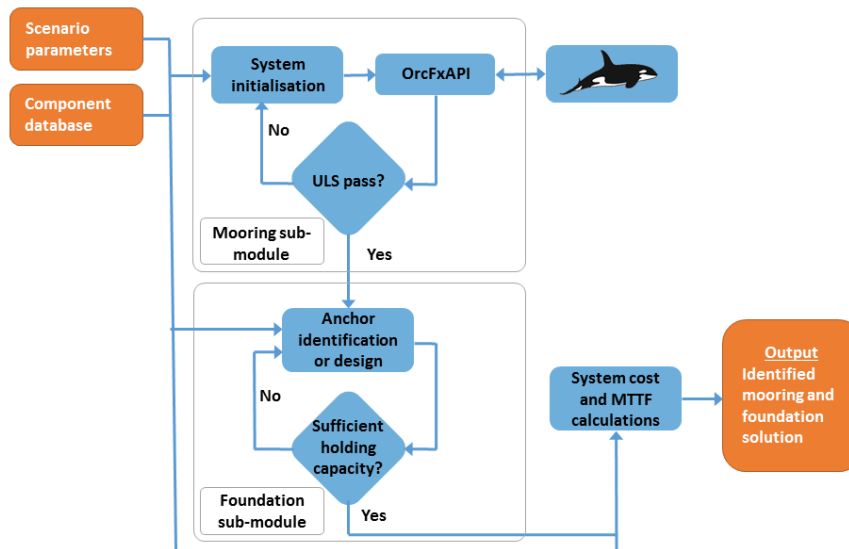 Scenario
parameters
Component
database
System
initialisation
OrcFxAPI
No
ULS pass?
Mooring sub-
module
Yes
Anchor
identification
or design
No
Sufficient
holding
capacity?
Foundation
sub-module
Yes
System cost
and MTTF
calculations
Output
Identified
mooring and
foundation
solution